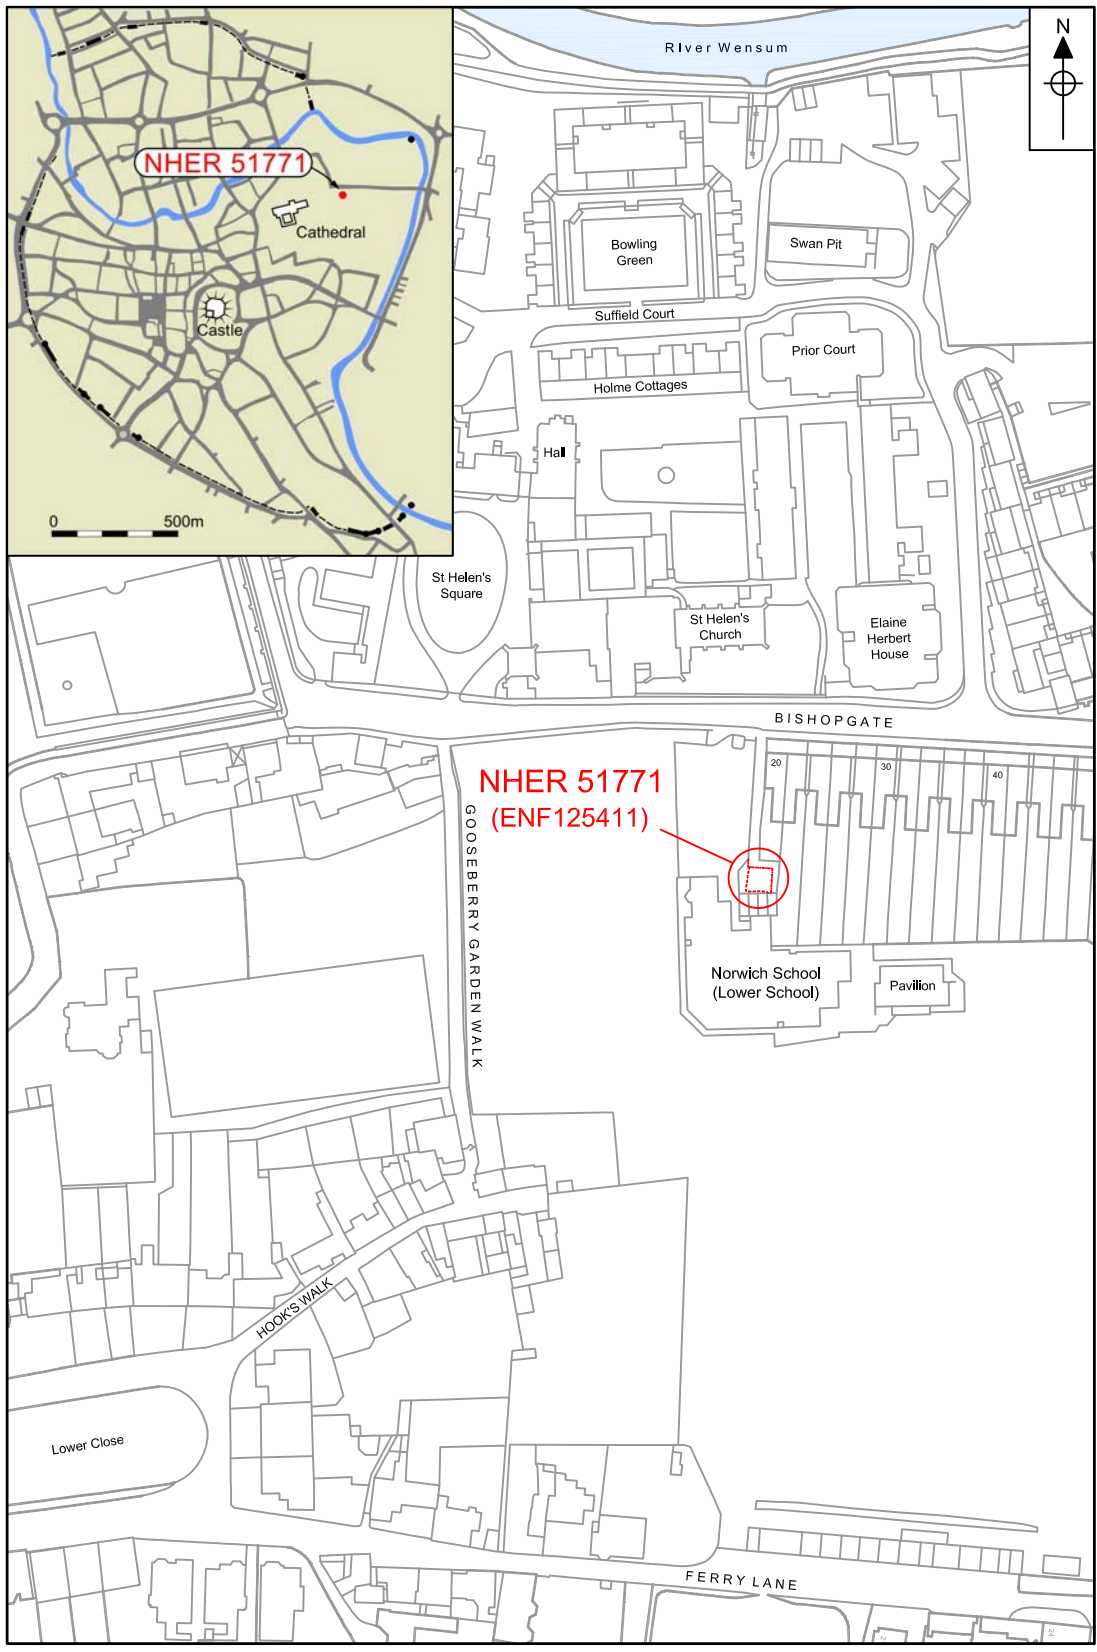 NHER 51771
Cathedral
Castle
0 500m
RIver Wensum
N
Bowling
Green
Swan Pit
Suffield Court
Prior Court
Holme Cottages
Hall
St Helen's
Square
St Helen's
Church
Elaine
Herbert
House
BISHOPGATE
20
30
40
NHER 51771
(ENF125411)
GOOSEBERRY GARDEN WALK
Norwich School
(Lower School)
Pavilion
HOOK'S WALK
Lower Close
FERRY LANE